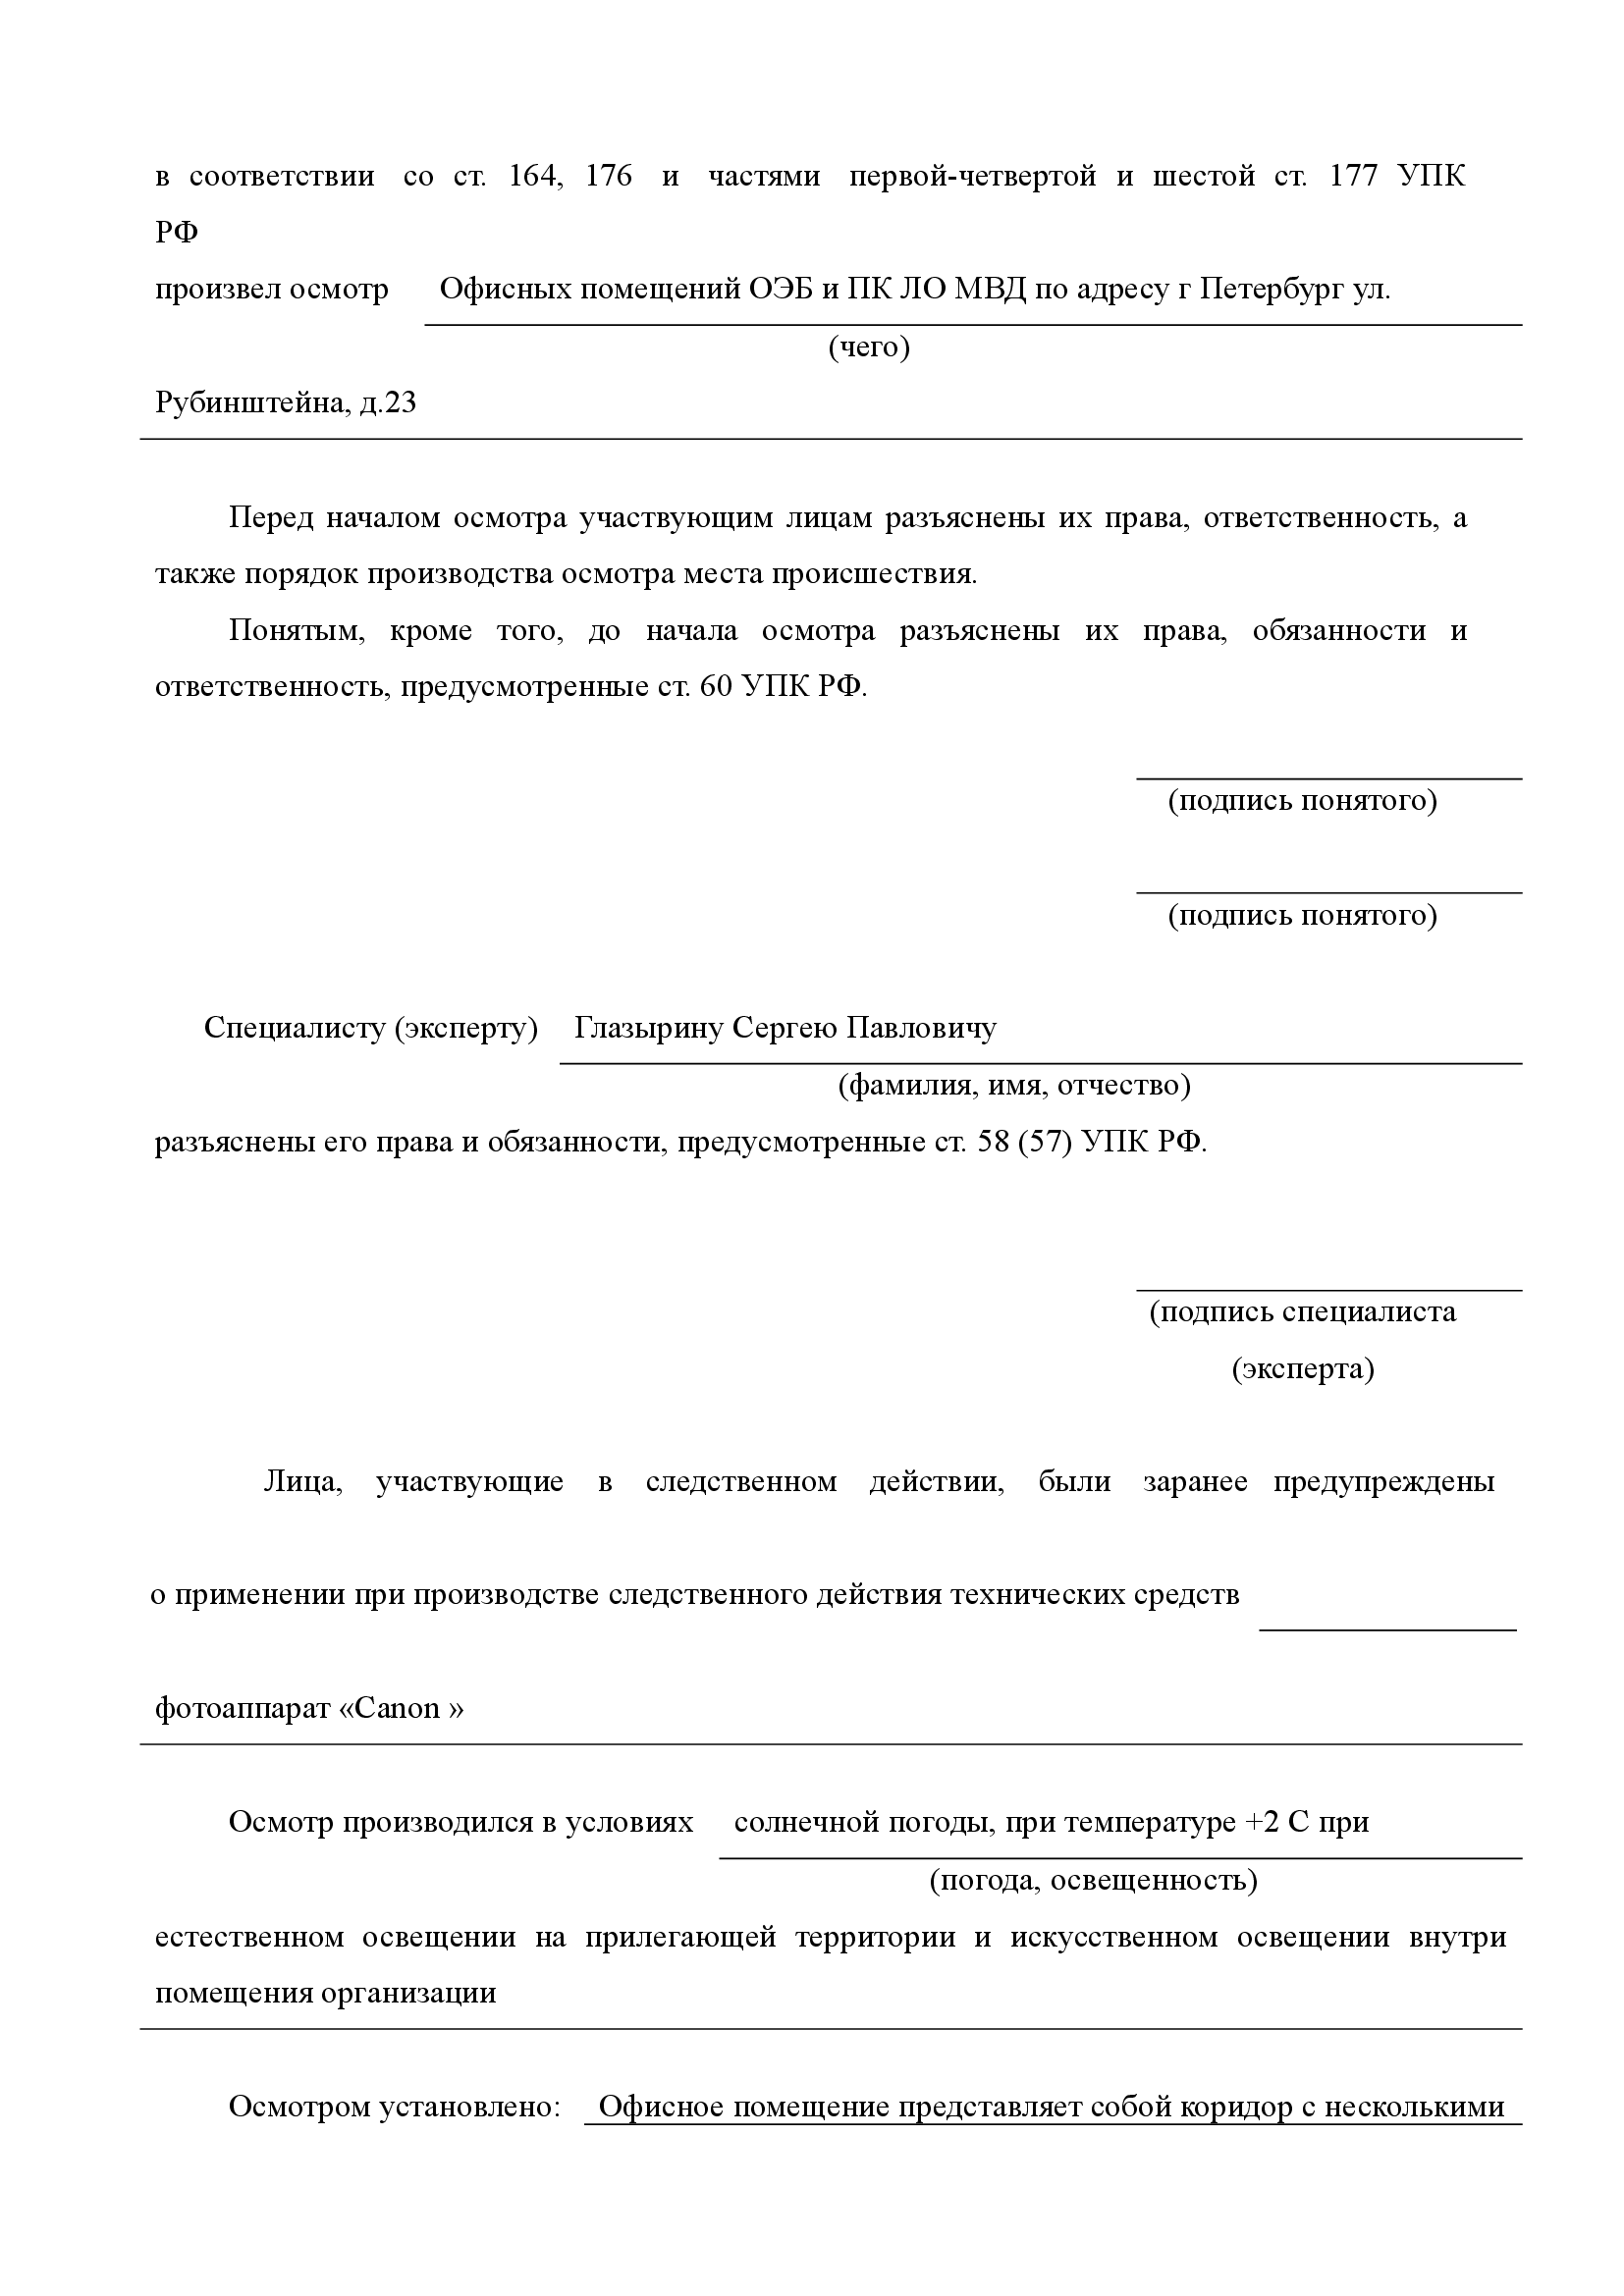 в соответствии со ст. 164, 176 и частями первой-четвертой и шестой ст. 177 УПК
РФ
произвел осмотр Офисных помещений ОЭБ и ПК ЛО МВД по адресу г Петербург ул.
(чего)
Рубинштейна, д.23
Перед началом осмотра участвующим лицам разъяснены их права, ответственность, а
также порядок производства осмотра места происшествия.
Понятым, кроме того, до начала осмотра разъяснены их права, обязанности и
ответственность, предусмотренные ст. 60 УПК РФ.
(подпись понятого)
(подпись понятого)
Специалисту (эксперту) Глазырину Сергею Павловичу
(фамилия, имя, отчество)
разъяснены его права и обязанности, предусмотренные ст. 58 (57) УПК РФ.
(подпись специалиста
(эксперта)
Лица, участвующие в следственном действии, были заранее предупреждены
о применении при производстве следственного действия технических средств
фотоаппарат «Canon »
Осмотр производился в условиях солнечной погоды, при температуре +2 С при
(погода, освещенность)
естественном освещении на прилегающей территории и искусственном освещении внутри
помещения организации
Осмотром установлено: Офисное помещение представляет собой коридор с несколькими